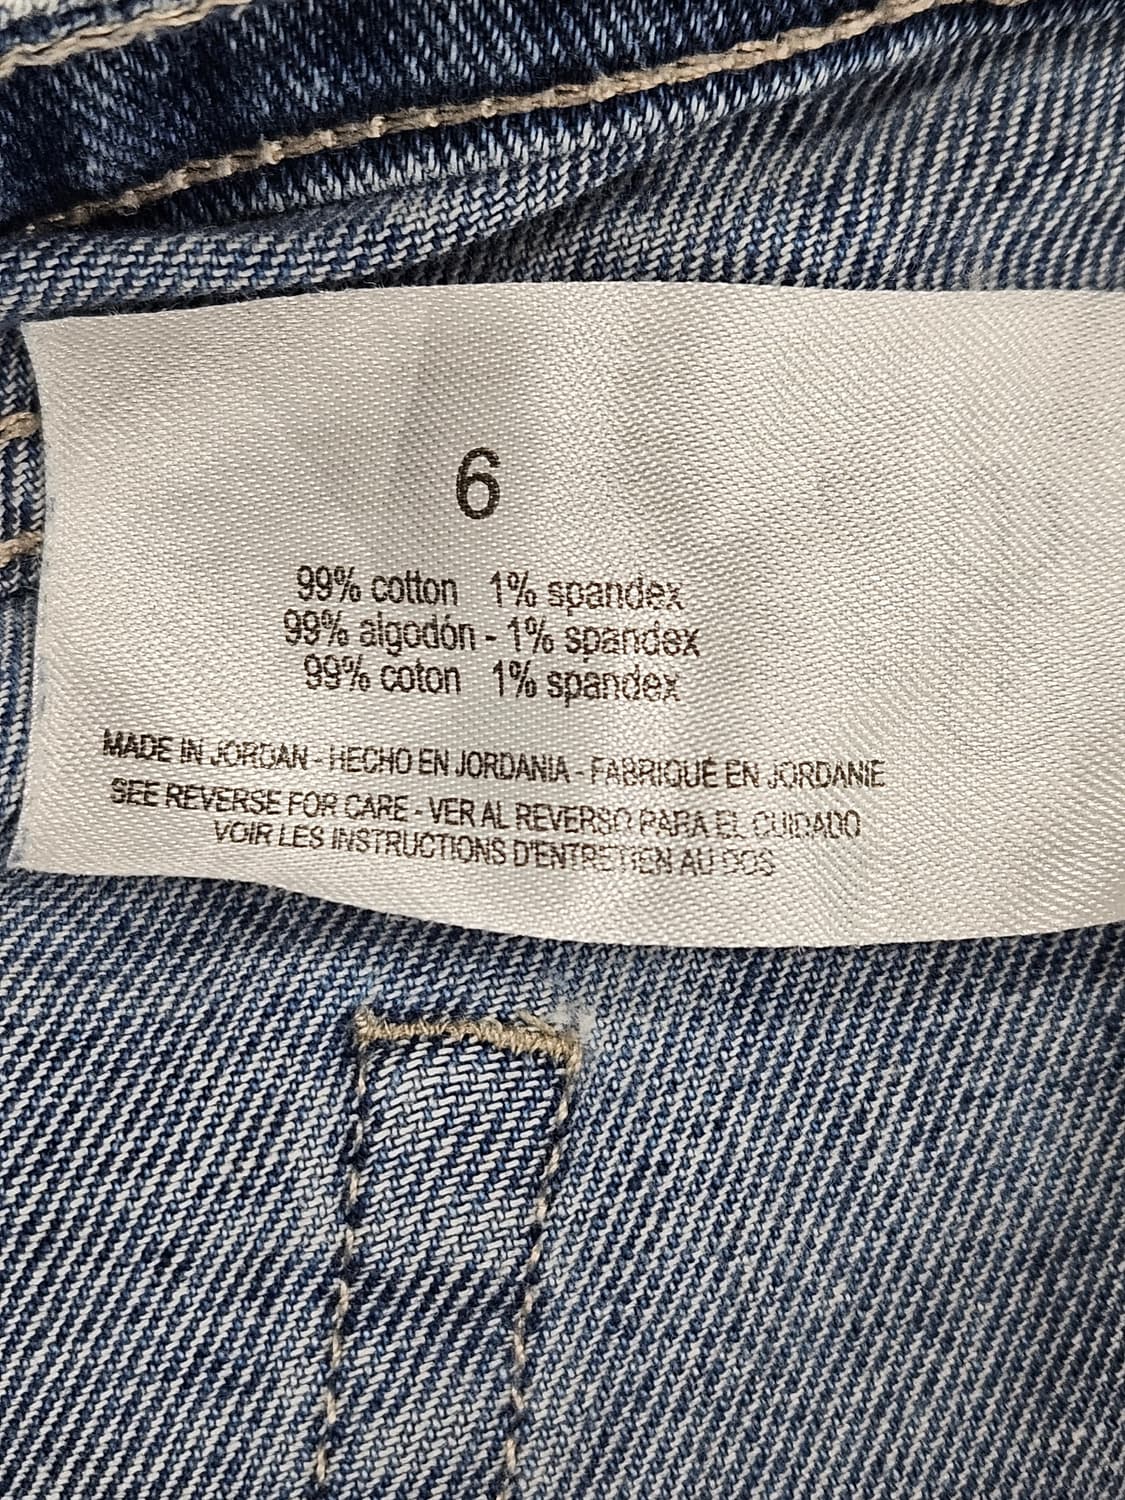 6
99% cotton 1% spandex
99% algodón - 1% spandex
99% coton 1% spandex
MADE IN JORDAN - HECHO EN JORDANIA - FABRIQUÉ EN JORDANIE
SEE REVERSE FOR CARE - VER AL REVERSO PARA EL CUIDADO
VOIR LES INSTRUCTIONS D'ENTRETIEN AU DOS